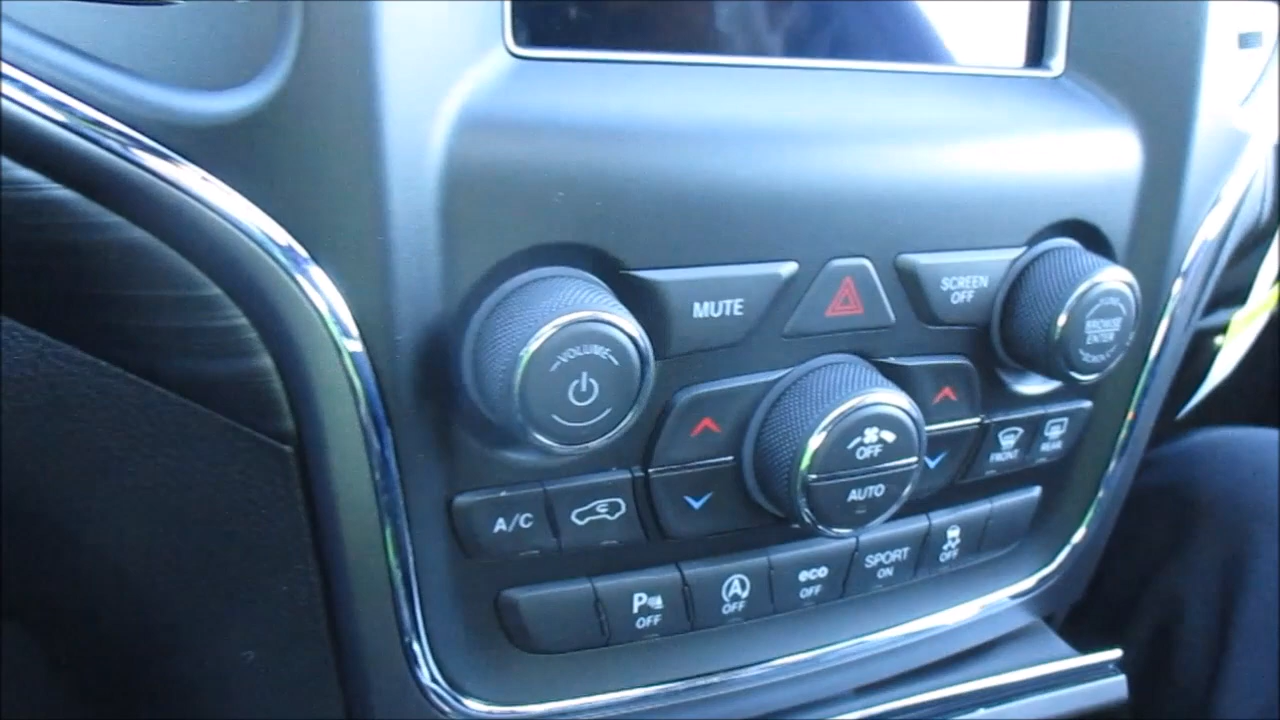 MUTE
SCREEN
OFF
VOLUME
BROWSE
ENTER
OFF
AUTO
FRONT
REAR
A/C
P OFF
A OFF
eco
OFF
SPORT
ON
OFF